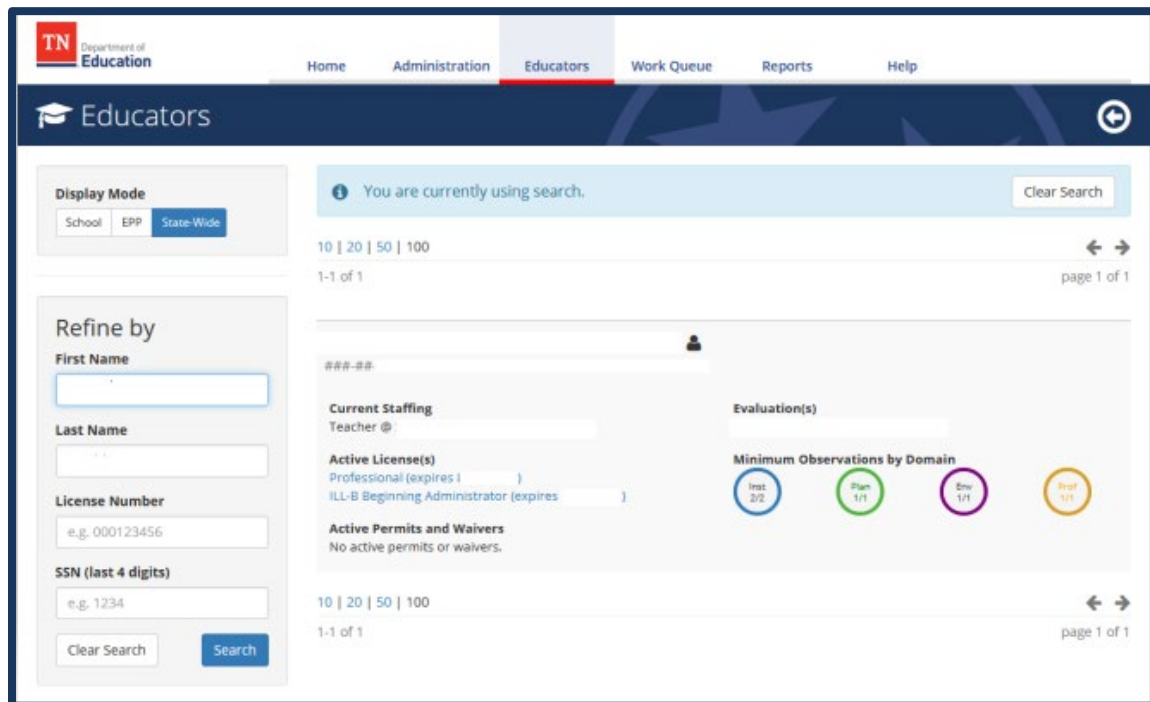 TN
Department of
Education
Home Administration Educators Work Queue Reports Help
Educators
Display Mode
School EPP State-Wide
You are currently using search.
Clear Search
10 | 20 | 50 | 100
1-1 of 1
page 1 of 1
Refine by
First Name
Last Name
License Number
e.g. 000123456
SSN (last 4 digits)
e.g. 1234
Clear Search Search
###-##-
Current Staffing
Teacher @
Active License(s)
Professional (expires )
ILL-B Beginning Administrator (expires )
Active Permits and Waivers
No active permits or waivers.
Evaluation(s)
Minimum Observations by Domain
Inst
2/2
Plan
1/1
Env
1/1
Prof
1/1
10 | 20 | 50 | 100
1-1 of 1
page 1 of 1